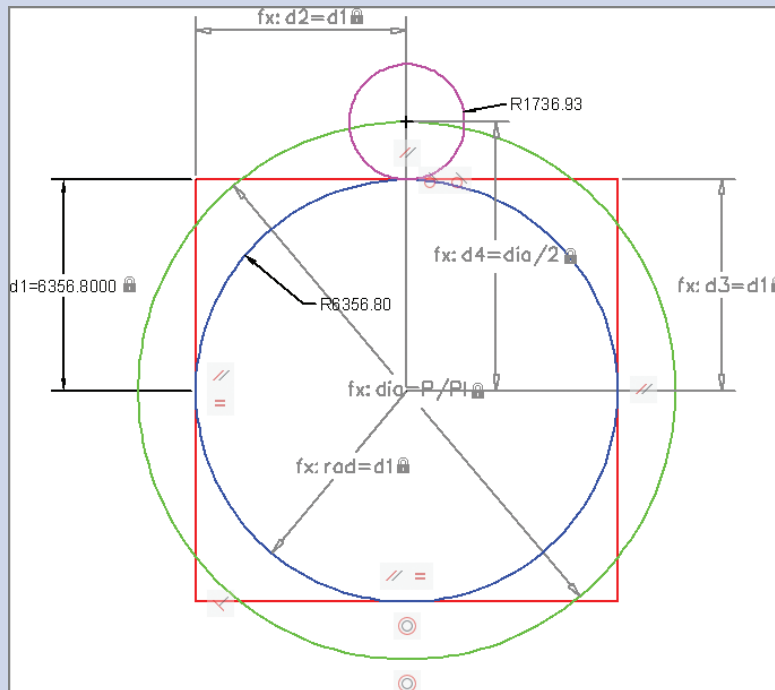 fx: d2=d1
R1736.93
fx: d4=dia/2
d1=6356.8000
fx: d3=d1
R6356.80
fx: dia=P/PI
fx: rad=d1